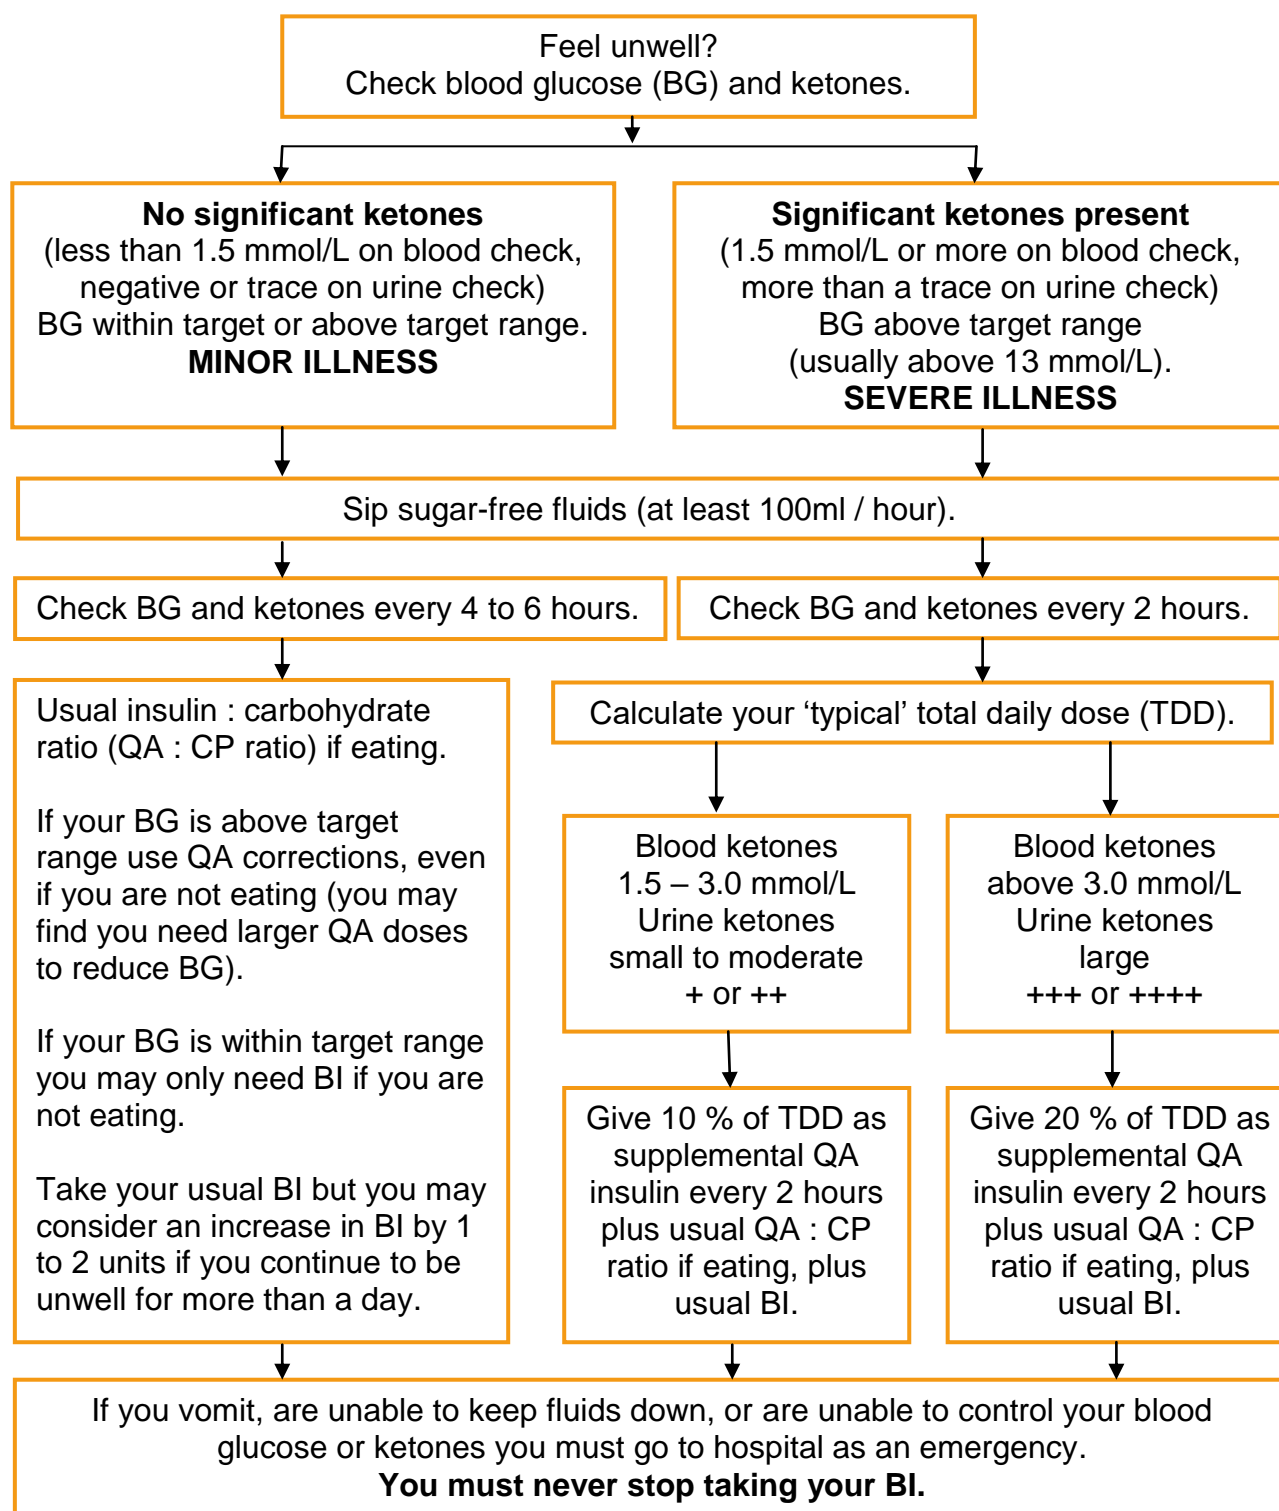 Feel unwell?
Check blood glucose (BG) and ketones.
No significant ketones
(less than 1.5 mmol/L on blood check,
negative or trace on urine check)
BG within target or above target range.
MINOR ILLNESS
Significant ketones present
(1.5 mmol/L or more on blood check,
more than a trace on urine check)
BG above target range
(usually above 13 mmol/L).
SEVERE ILLNESS
Sip sugar-free fluids (at least 100ml / hour).
Check BG and ketones every 4 to 6 hours.
Check BG and ketones every 2 hours.
Usual insulin : carbohydrate
ratio (QA : CP ratio) if eating.
If your BG is above target
range use QA corrections, even
if you are not eating (you may
find you need larger QA doses
to reduce BG).
If your BG is within target range
you may only need BI if you are
not eating.
Take your usual BI but you may
consider an increase in BI by 1
to 2 units if you continue to be
unwell for more than a day.
Calculate your ‘typical’ total daily dose (TDD).
Blood ketones
1.5 – 3.0 mmol/L
Urine ketones
small to moderate
+ or ++
Blood ketones
above 3.0 mmol/L
Urine ketones
large
+++ or ++++
Give 10 % of TDD as
supplemental QA
insulin every 2 hours
plus usual QA : CP
ratio if eating, plus
usual BI.
Give 20 % of TDD as
supplemental QA
insulin every 2 hours
plus usual QA : CP
ratio if eating, plus
usual BI.
If you vomit, are unable to keep fluids down, or are unable to control your blood
glucose or ketones you must go to hospital as an emergency.
You must never stop taking your BI.